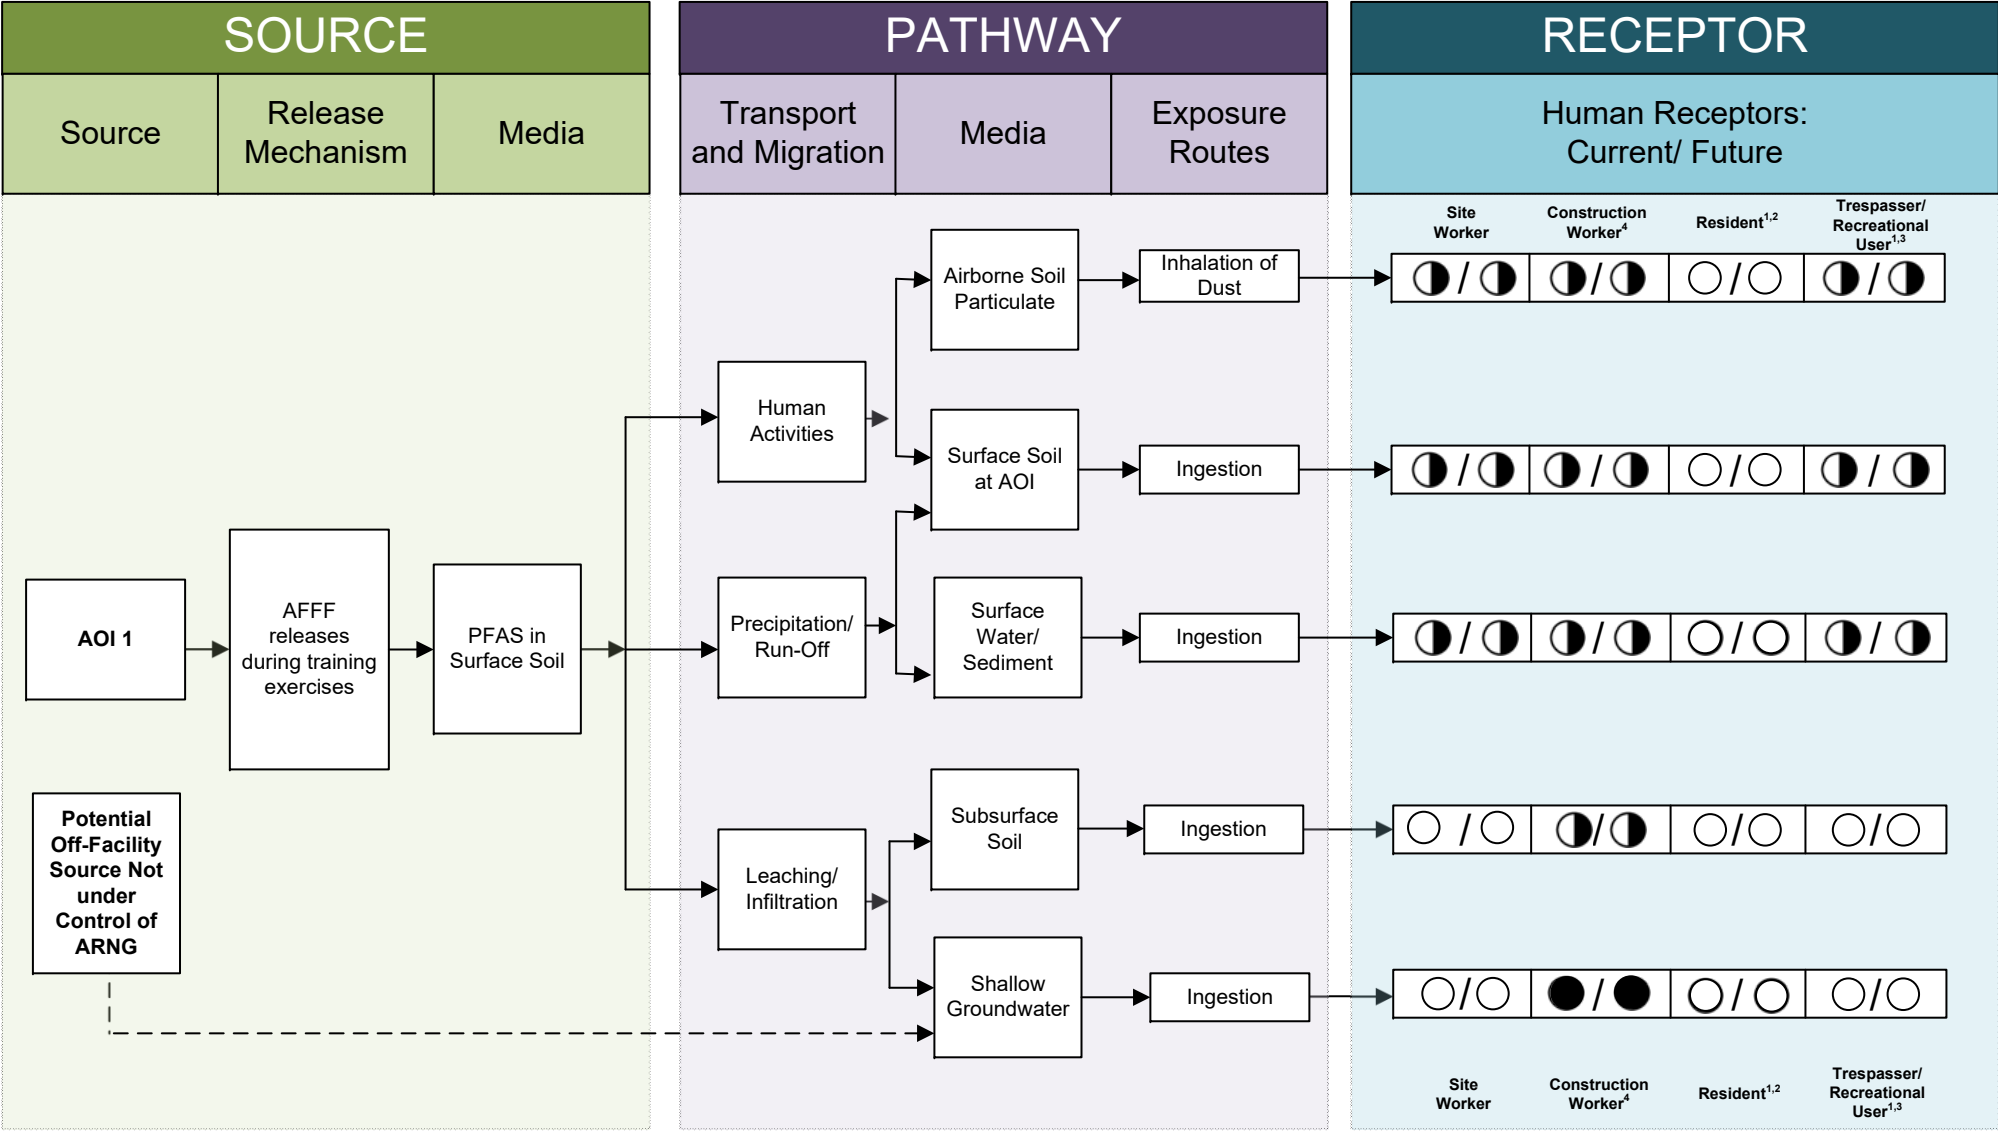 SOURCE
PATHWAY
RECEPTOR
Source
Release
Mechanism
Media
Transport
and Migration
Media
Exposure
Routes
Human Receptors:
Current/ Future
Site
Worker
Construction
Worker4
Resident1,2
Trespasser/
Recreational
User1,3
Airborne Soil
Particulate
Inhalation of
Dust
/
/
/
/
Human
Activities
Surface Soil
at AOI
Ingestion
/
/
/
/
AOI 1
AFFF
releases
during training
exercises
PFAS in
Surface Soil
Precipitation/
Run-Off
Surface
Water/
Sediment
Ingestion
/
/
/
/
Potential
Off-Facility
Source Not
under
Control of
ARNG
Leaching/
Infiltration
Subsurface
Soil
Ingestion
/
/
/
/
Shallow
Groundwater
Ingestion
/
/
/
/
Site
Worker
Construction
Worker4
Resident1,2
Trespasser/
Recreational
User1,3